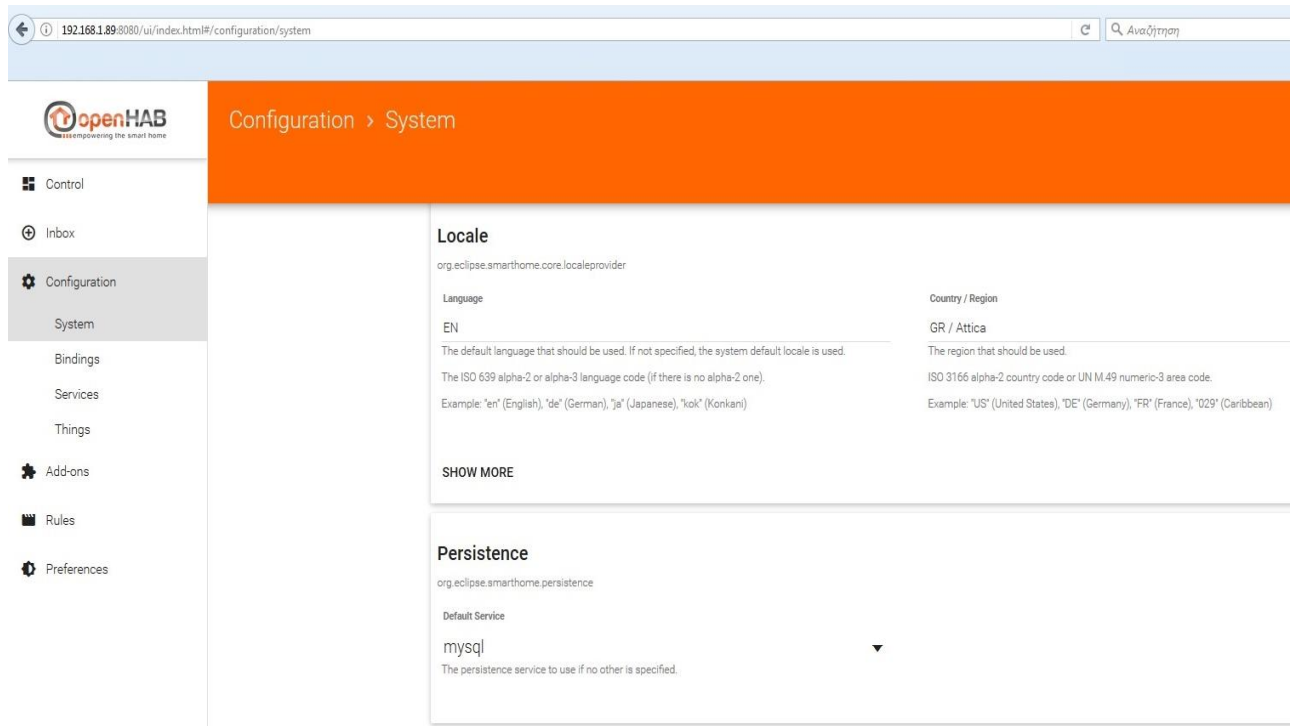 192.168.1.89:8080/ui/index.html#/configuration/system
Αναζήτηση
openHAB
empowering the smart home
Configuration > System
Control
Inbox
Configuration
System
Bindings
Services
Things
Add-ons
Rules
Preferences
Locale
org.eclipse.smarthome.core.localeprovider
Language
EN
The default language that should be used. If not specified, the system default locale is used.
The ISO 639 alpha-2 or alpha-3 language code (if there is no alpha-2 one).
Example: "en" (English), "de" (German), "ja" (Japanese), "kok" (Konkani)
Country / Region
GR / Attica
The region that should be used.
ISO 3166 alpha-2 country code or UN M.49 numeric-3 area code.
Example: "US" (United States), "DE" (Germany), "FR" (France), "029" (Caribbean)
SHOW MORE
Persistence
org.eclipse.smarthome.persistence
Default Service
mysql
The persistence service to use if no other is specified.